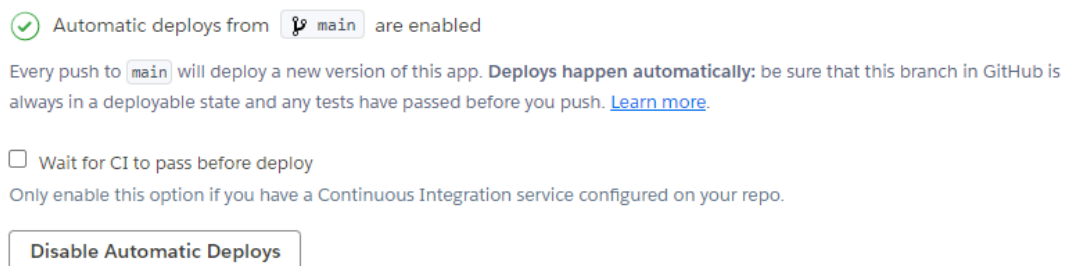 Automatic deploys from main are enabled
Every push to main will deploy a new version of this app. Deploys happen automatically: be sure that this branch in GitHub is
always in a deployable state and any tests have passed before you push. Learn more.
Wait for CI to pass before deploy
Only enable this option if you have a Continuous Integration service configured on your repo.
Disable Automatic Deploys